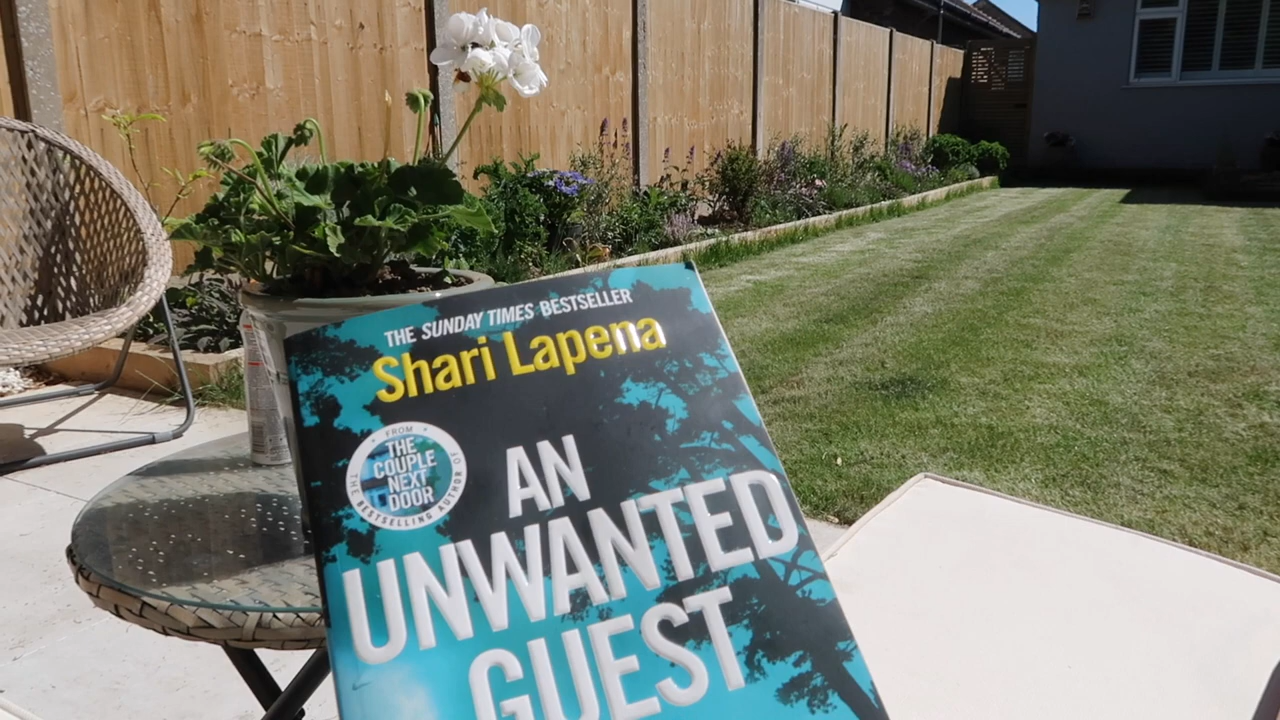 THE SUNDAY TIMES BESTSELLER
Shari Lapena
FROM
THE
COUPLE
NEXT
DOOR
THE BESTSELLING AUTHOR OF
AN
UNWANTED
GUEST